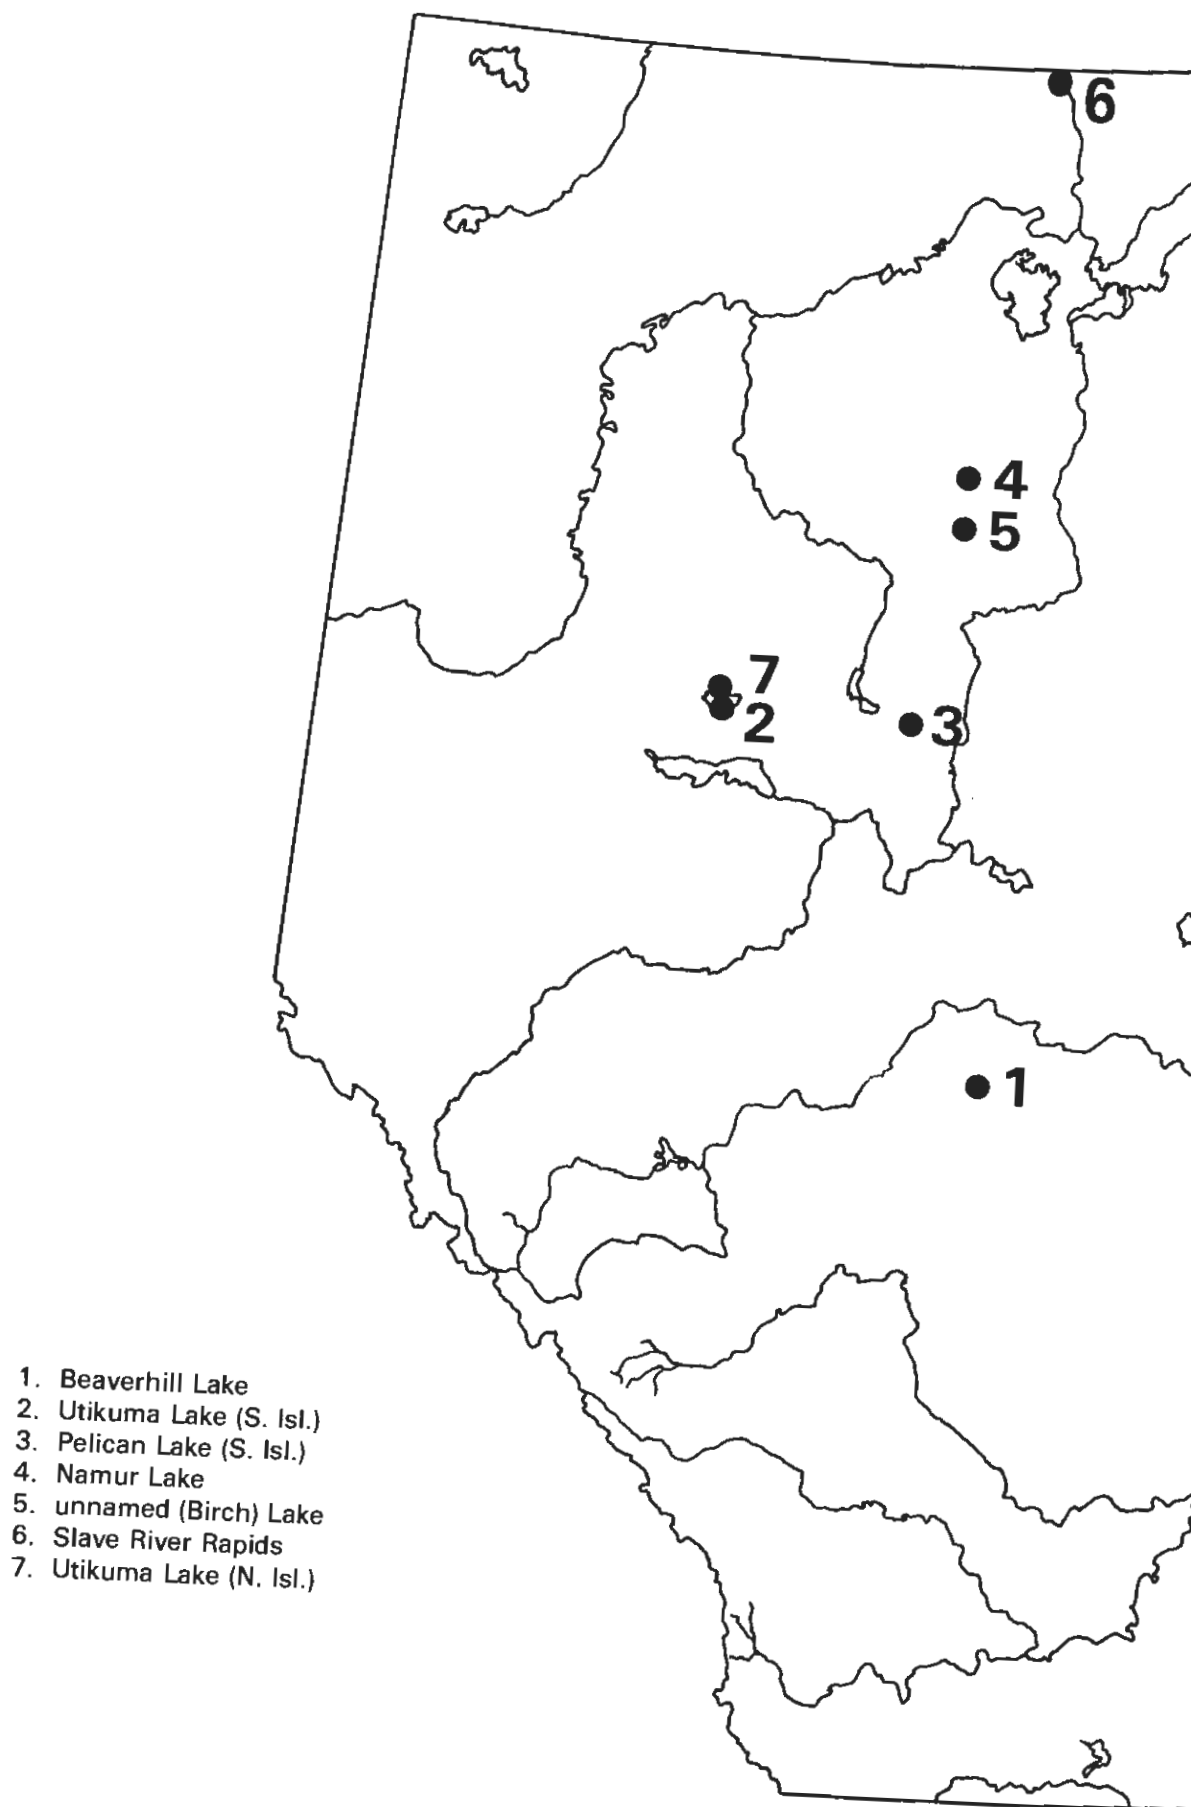 6
4
5
7
2
3
1
1. Beaverhill Lake
2. Utikuma Lake (S. Isl.)
3. Pelican Lake (S. Isl.)
4. Namur Lake
5. unnamed (Birch) Lake
6. Slave River Rapids
7. Utikuma Lake (N. Isl.)